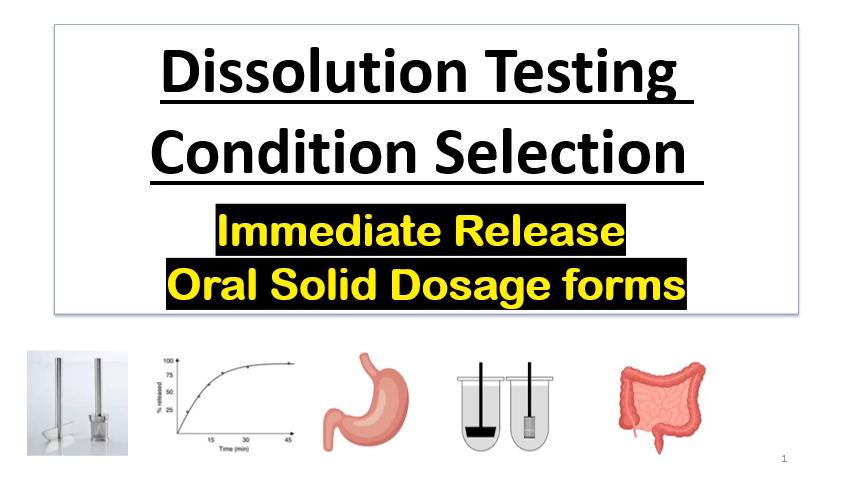 Dissolution Testing
Condition Selection
Immediate Release
Oral Solid Dosage forms
% released
100
75
50
25
15 30 45
Time (min)
1